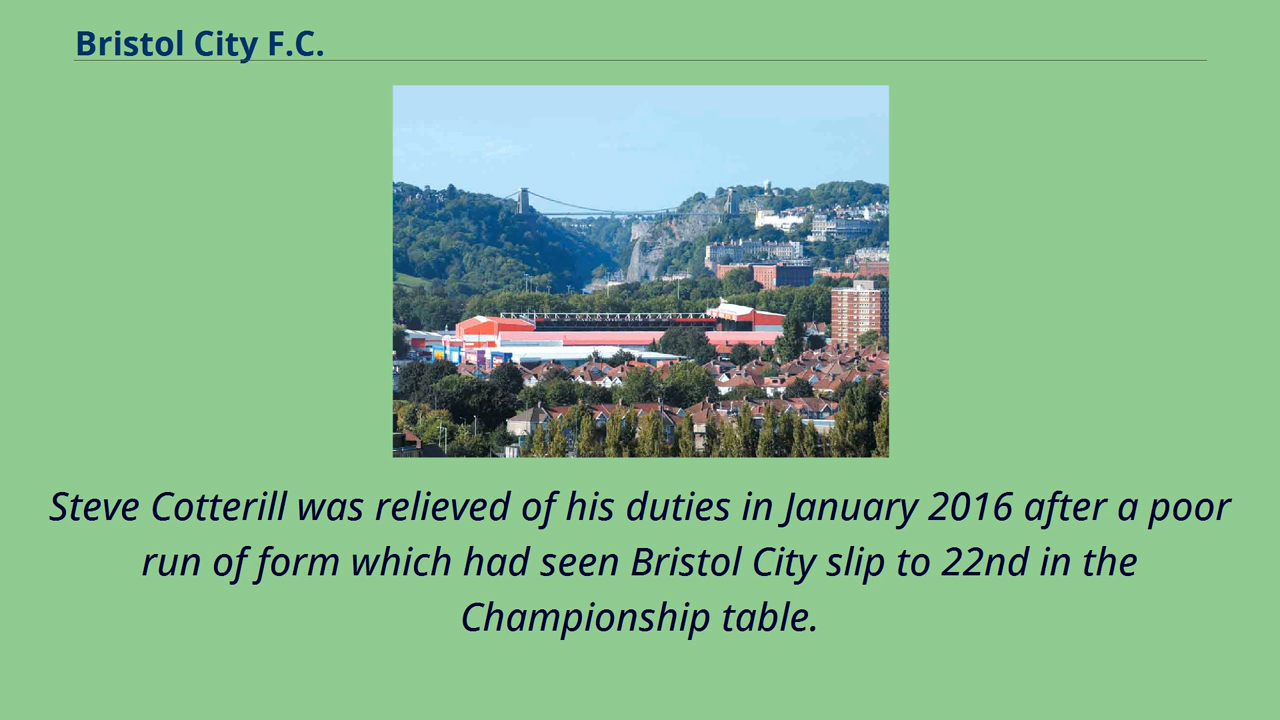 Bristol City F.C.
Steve Cotterill was relieved of his duties in January 2016 after a poor
run of form which had seen Bristol City slip to 22nd in the
Championship table.